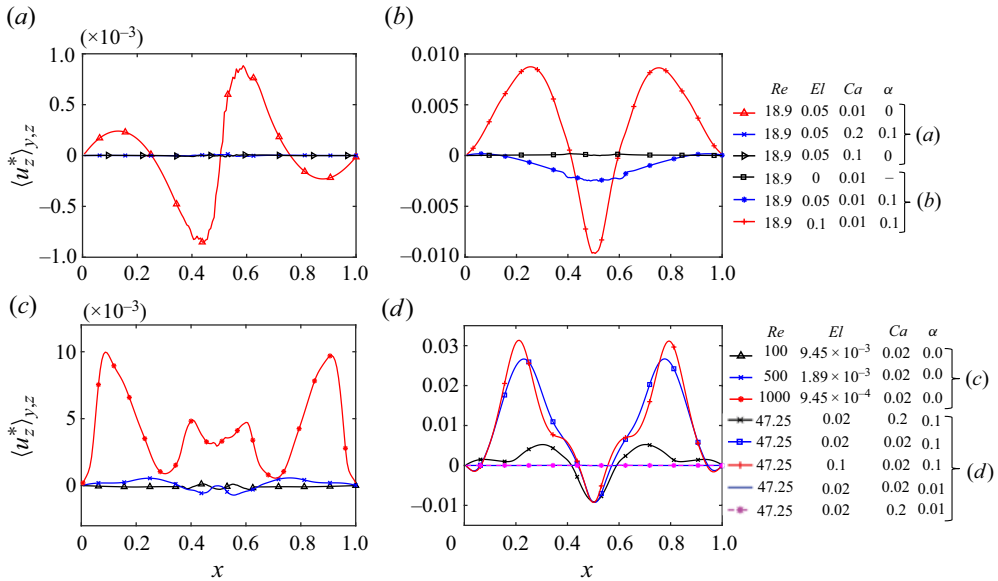 (a)
(×10⁻³)
1.0
0.5
0
−0.5
−1.0
0 0.2 0.4 0.6 0.8 1.0
⟨u*z⟩y,z
(b)
0.010
0.005
0
−0.005
−0.010
0 0.2 0.4 0.6 0.8 1.0
Re El Ca α
18.9 0.05 0.01 0
18.9 0.05 0.2 0.1
18.9 0.05 0.1 0
(a)
18.9 0 0.01 –
18.9 0.05 0.01 0.1
18.9 0.1 0.01 0.1
(b)
(c)
(×10⁻³)
10
5
0
0 0.2 0.4 0.6 0.8 1.0
⟨u*z⟩y,z
x
(d)
0.03
0.02
0.01
0
−0.01
0 0.2 0.4 0.6 0.8 1.0
x
Re El Ca α
100 9.45 × 10⁻³ 0.02 0.0
500 1.89 × 10⁻³ 0.02 0.0
1000 9.45 × 10⁻⁴ 0.02 0.0
(c)
47.25 0.02 0.2 0.1
47.25 0.02 0.02 0.1
47.25 0.1 0.02 0.1
47.25 0.02 0.02 0.01
47.25 0.02 0.2 0.01
(d)